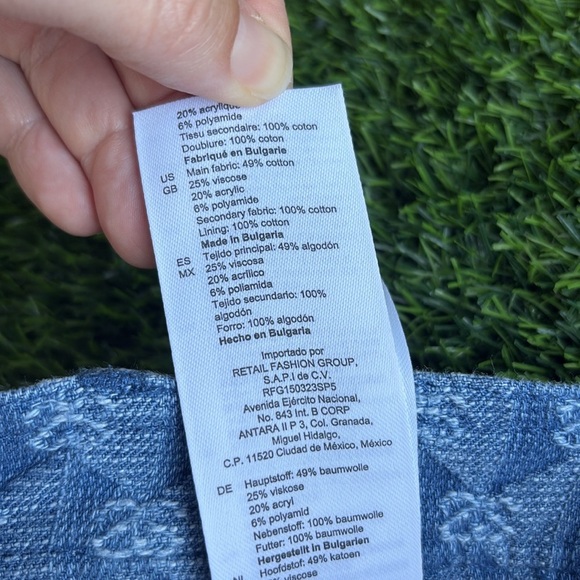 20% acrylique
6% polyamide
Tissu secondaire: 100% coton
Doublure: 100% coton
Fabriqué en Bulgarie
US Main fabric: 49% cotton
GB 25% viscose
20% acrylic
6% polyamide
Secondary fabric: 100% cotton
Lining: 100% cotton
Made in Bulgaria
ES Tejido principal: 49% algodón
MX 25% viscosa
20% acrílico
6% poliamida
Tejido secundario: 100%
algodón
Forro: 100% algodón
Hecho en Bulgaria
Importado por
RETAIL FASHION GROUP,
S.A.P.I de C.V.
RFG150323SP5
Avenida Ejército Nacional,
No. 843 Int. B CORP
ANTARA II P 3, Col. Granada,
Miguel Hidalgo,
C.P. 11520 Ciudad de México, México
DE Hauptstoff: 49% baumwolle
25% viskose
20% acryl
6% polyamid
Nebenstoff: 100% baumwolle
Futter: 100% baumwolle
Hergestellt in Bulgarien
NL Hoofdstof: 49% katoen
viscose